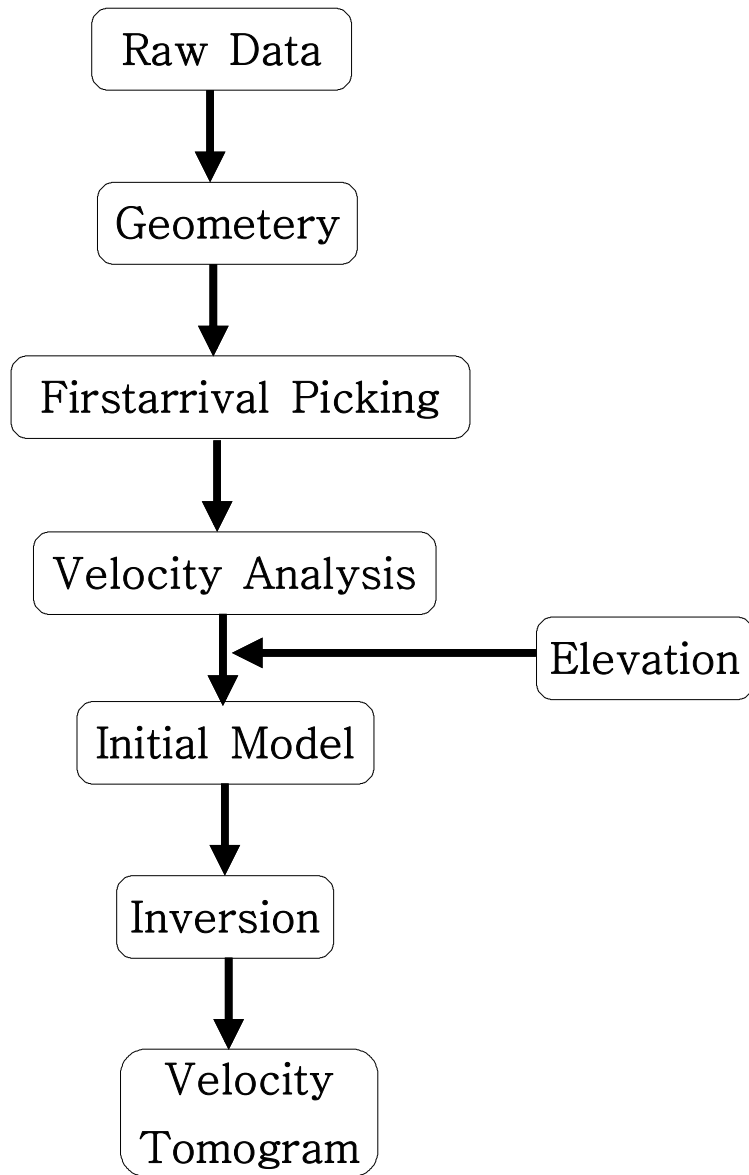 Raw Data
Geometery
Firstarrival Picking
Velocity Analysis
Elevation
Initial Model
Inversion
Velocity
Tomogram